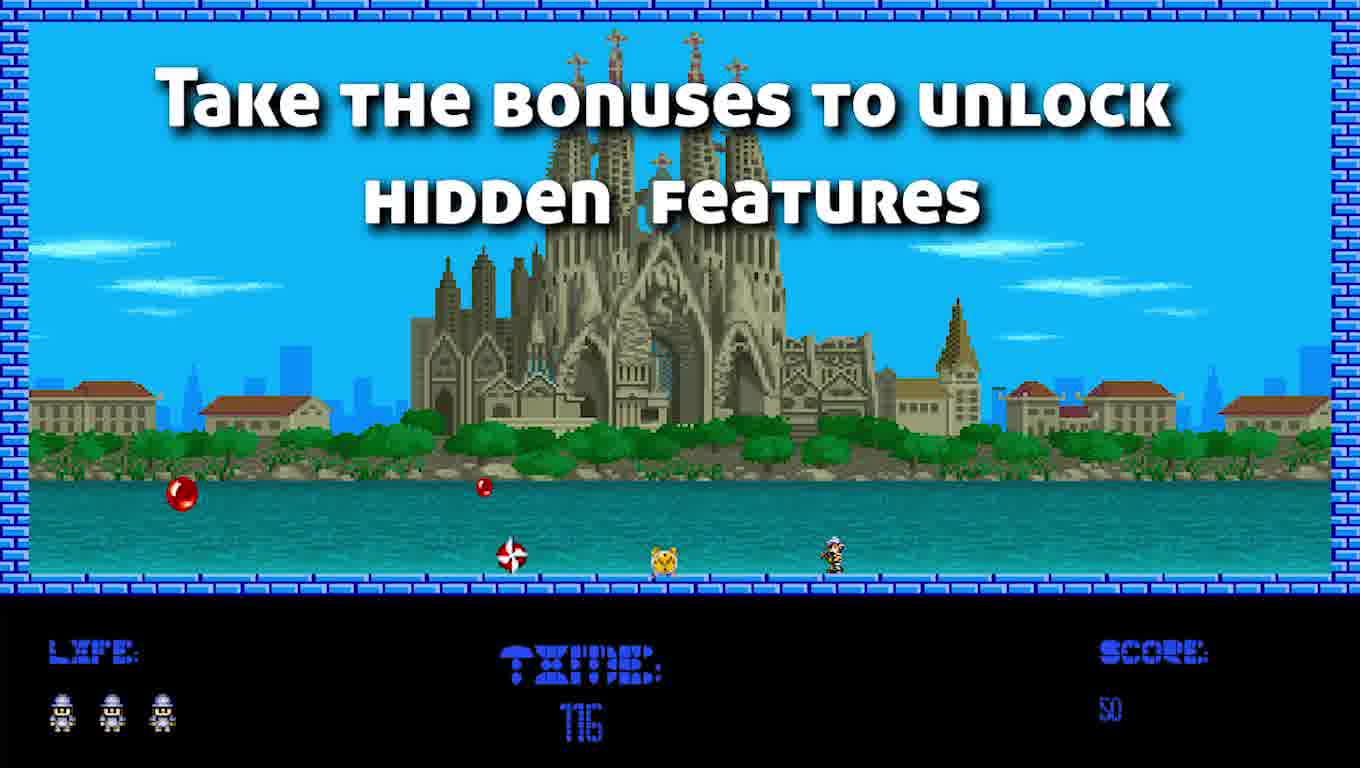 Take the bonuses to unlock
hidden features
LIFE:
TIME:
SCORE:
116
50